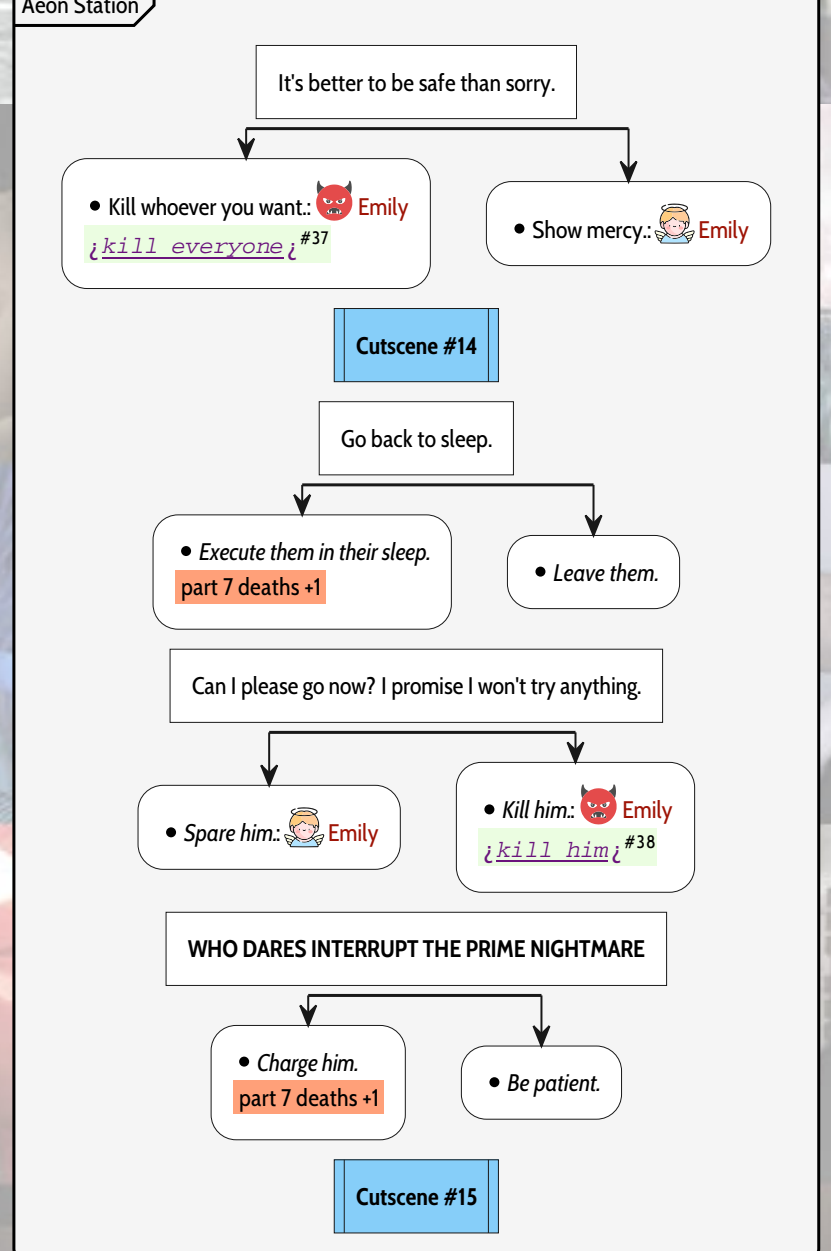 Aeon Station
It's better to be safe than sorry.
• Kill whoever you want.: Emily
¿kill everyone¿#37
• Show mercy.: Emily
Cutscene #14
Go back to sleep.
• Execute them in their sleep.
part 7 deaths +1
• Leave them.
Can I please go now? I promise I won't try anything.
• Spare him.: Emily
• Kill him.: Emily
¿kill him¿#38
WHO DARES INTERRUPT THE PRIME NIGHTMARE
• Charge him.
part 7 deaths +1
• Be patient.
Cutscene #15